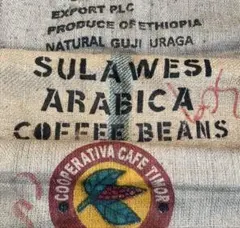 EXPORT PLC
PRODUCE OF ETHIOPIA
NATURAL GUJI URAGA
SULAWESI
ARABICA
COFFEE BEANS
COOPERATIVA CAFE TIMOR